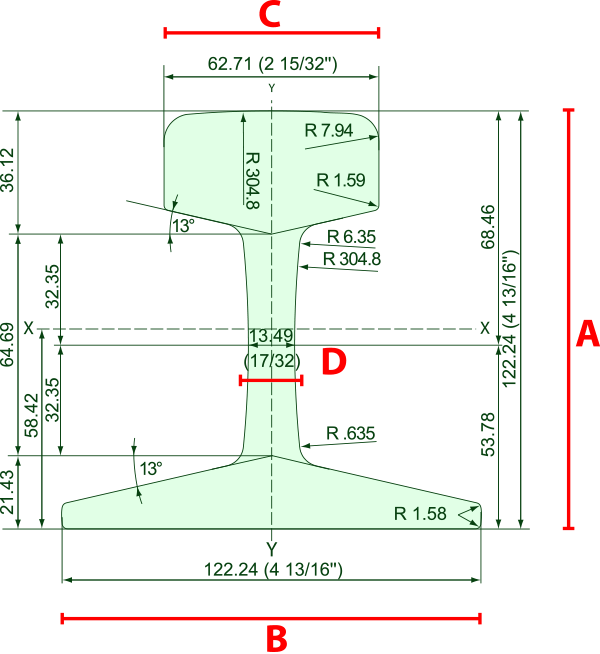 C
62.71 (2 15/32")
Y
R 7.94
R 304.8
R 1.59
36.12
13°
R 6.35
R 304.8
68.46
32.35
122.24 (4 13/16")
X
X
A
13.49
(17/32)
D
64.69
58.42
32.35
53.78
R .635
13°
21.43
R 1.58
Y
122.24 (4 13/16")
B